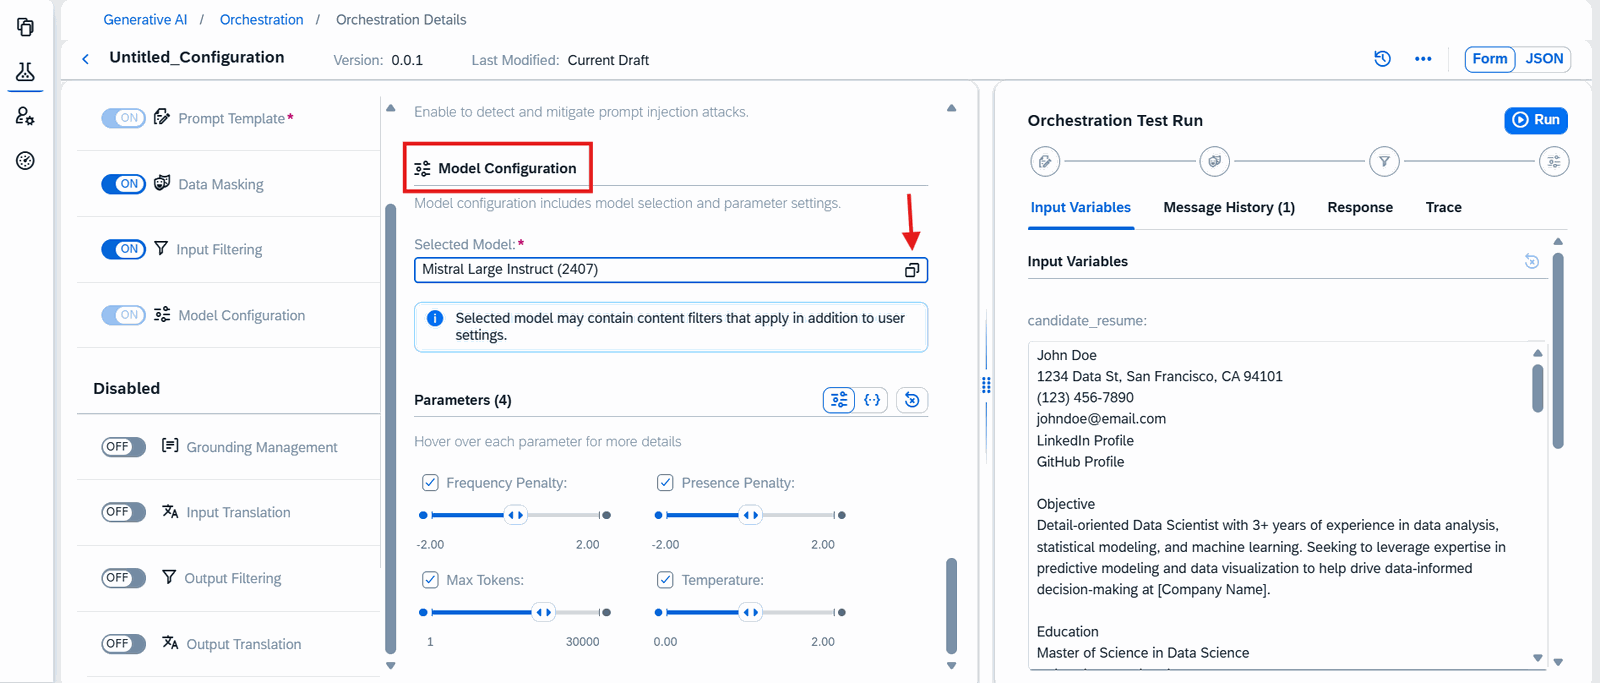 Generative AI / Orchestration / Orchestration Details
Untitled_Configuration Version: 0.0.1 Last Modified: Current Draft Form JSON
ON Prompt Template*
ON Data Masking
ON Input Filtering
ON Model Configuration
Disabled
OFF Grounding Management
OFF Input Translation
OFF Output Filtering
OFF Output Translation
Enable to detect and mitigate prompt injection attacks.
Model Configuration
Model configuration includes model selection and parameter settings.
Selected Model:*
Mistral Large Instruct (2407)
Selected model may contain content filters that apply in addition to user
settings.
Parameters (4)
Hover over each parameter for more details
Frequency Penalty: Presence Penalty:
-2.00 2.00 -2.00 2.00
Max Tokens: Temperature:
1 30000 0.00 2.00
Orchestration Test Run Run
Input Variables Message History (1) Response Trace
Input Variables
candidate_resume:
John Doe
1234 Data St, San Francisco, CA 94101
(123) 456-7890
johndoe@email.com
LinkedIn Profile
GitHub Profile
Objective
Detail-oriented Data Scientist with 3+ years of experience in data analysis,
statistical modeling, and machine learning. Seeking to leverage expertise in
predictive modeling and data visualization to help drive data-informed
decision-making at [Company Name].
Education
Master of Science in Data Science